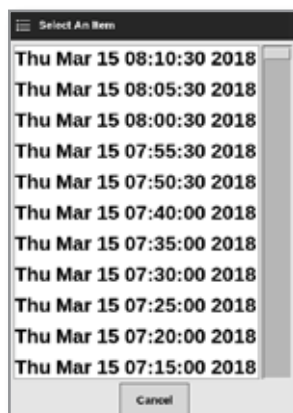 Select An Item
Thu Mar 15 08:10:30 2018
Thu Mar 15 08:05:30 2018
Thu Mar 15 08:00:30 2018
Thu Mar 15 07:55:30 2018
Thu Mar 15 07:50:30 2018
Thu Mar 15 07:40:00 2018
Thu Mar 15 07:35:00 2018
Thu Mar 15 07:30:00 2018
Thu Mar 15 07:25:00 2018
Thu Mar 15 07:20:00 2018
Thu Mar 15 07:15:00 2018
Cancel